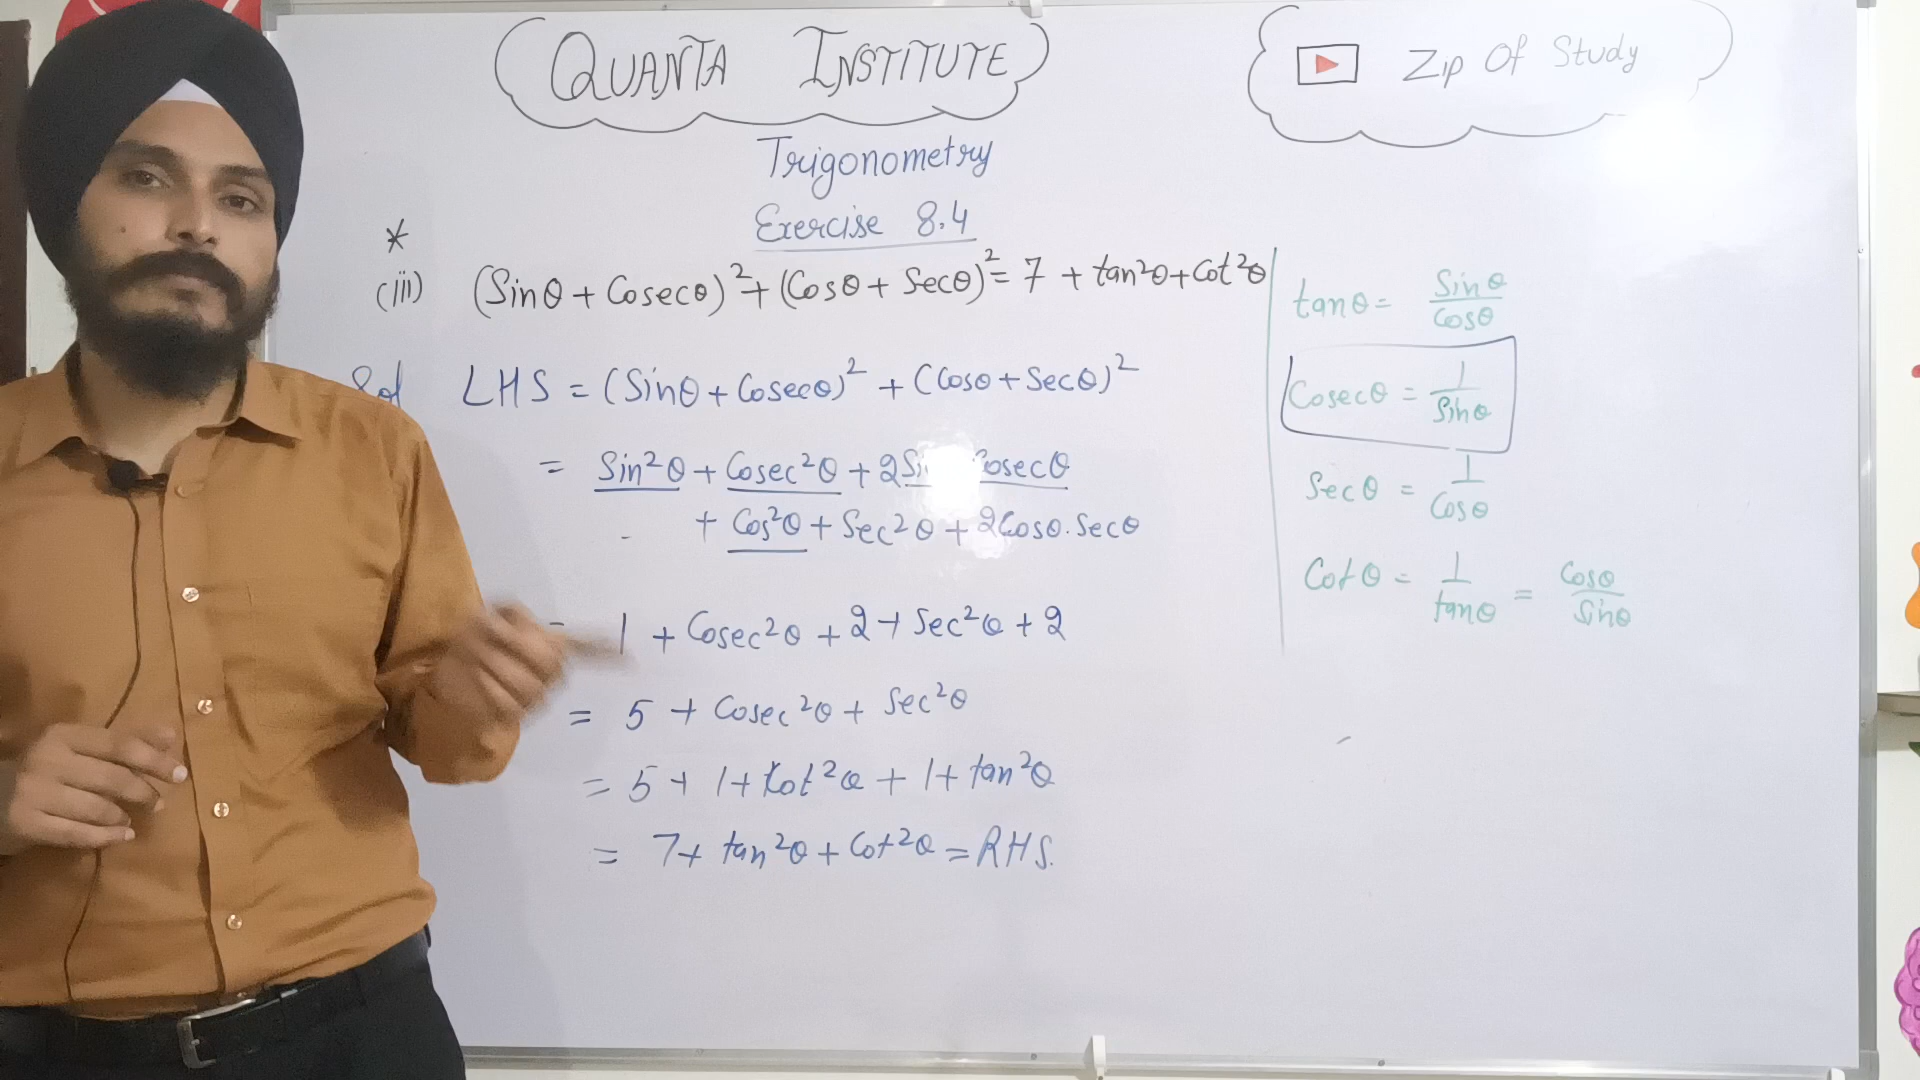 QUANTA INSTITUTE
Zip Of Study
Trigonometry
Exercise 8.4
*
(iii) (Sinθ + Cosecθ)² + (Cosθ + Secθ)² = 7 + tan²θ + Cot²θ
Sol LHS = (Sinθ + Cosecθ)² + (Cosθ + Secθ)²
= Sin²θ + Cosec²θ + 2 Cosecθ
+ Cos²θ + Sec²θ + 2Cosθ.Secθ
= 1 + Cosec²θ + 2 + Sec²θ + 2
= 5 + Cosec²θ + Sec²θ
= 5 + 1 + Cot²θ + 1 + tan²θ
= 7 + tan²θ + Cot²θ = RHS.
tanθ = Sinθ / Cosθ
Cosecθ = 1 / Sinθ
Secθ = 1 / Cosθ
Cotθ = 1 / tanθ = Cosθ / Sinθ